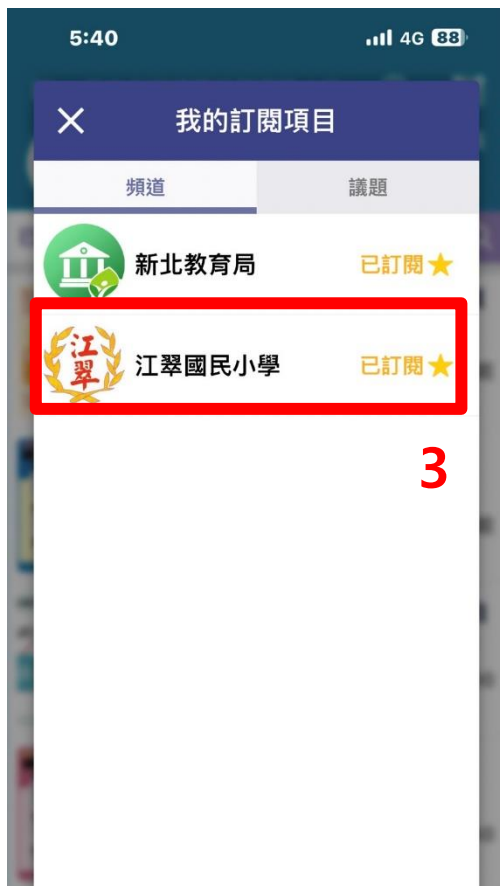 5:40 4G 88
我的訂閱項目
頻道 議題
新北教育局 已訂閱
江翠 江翠國民小學 已訂閱
3